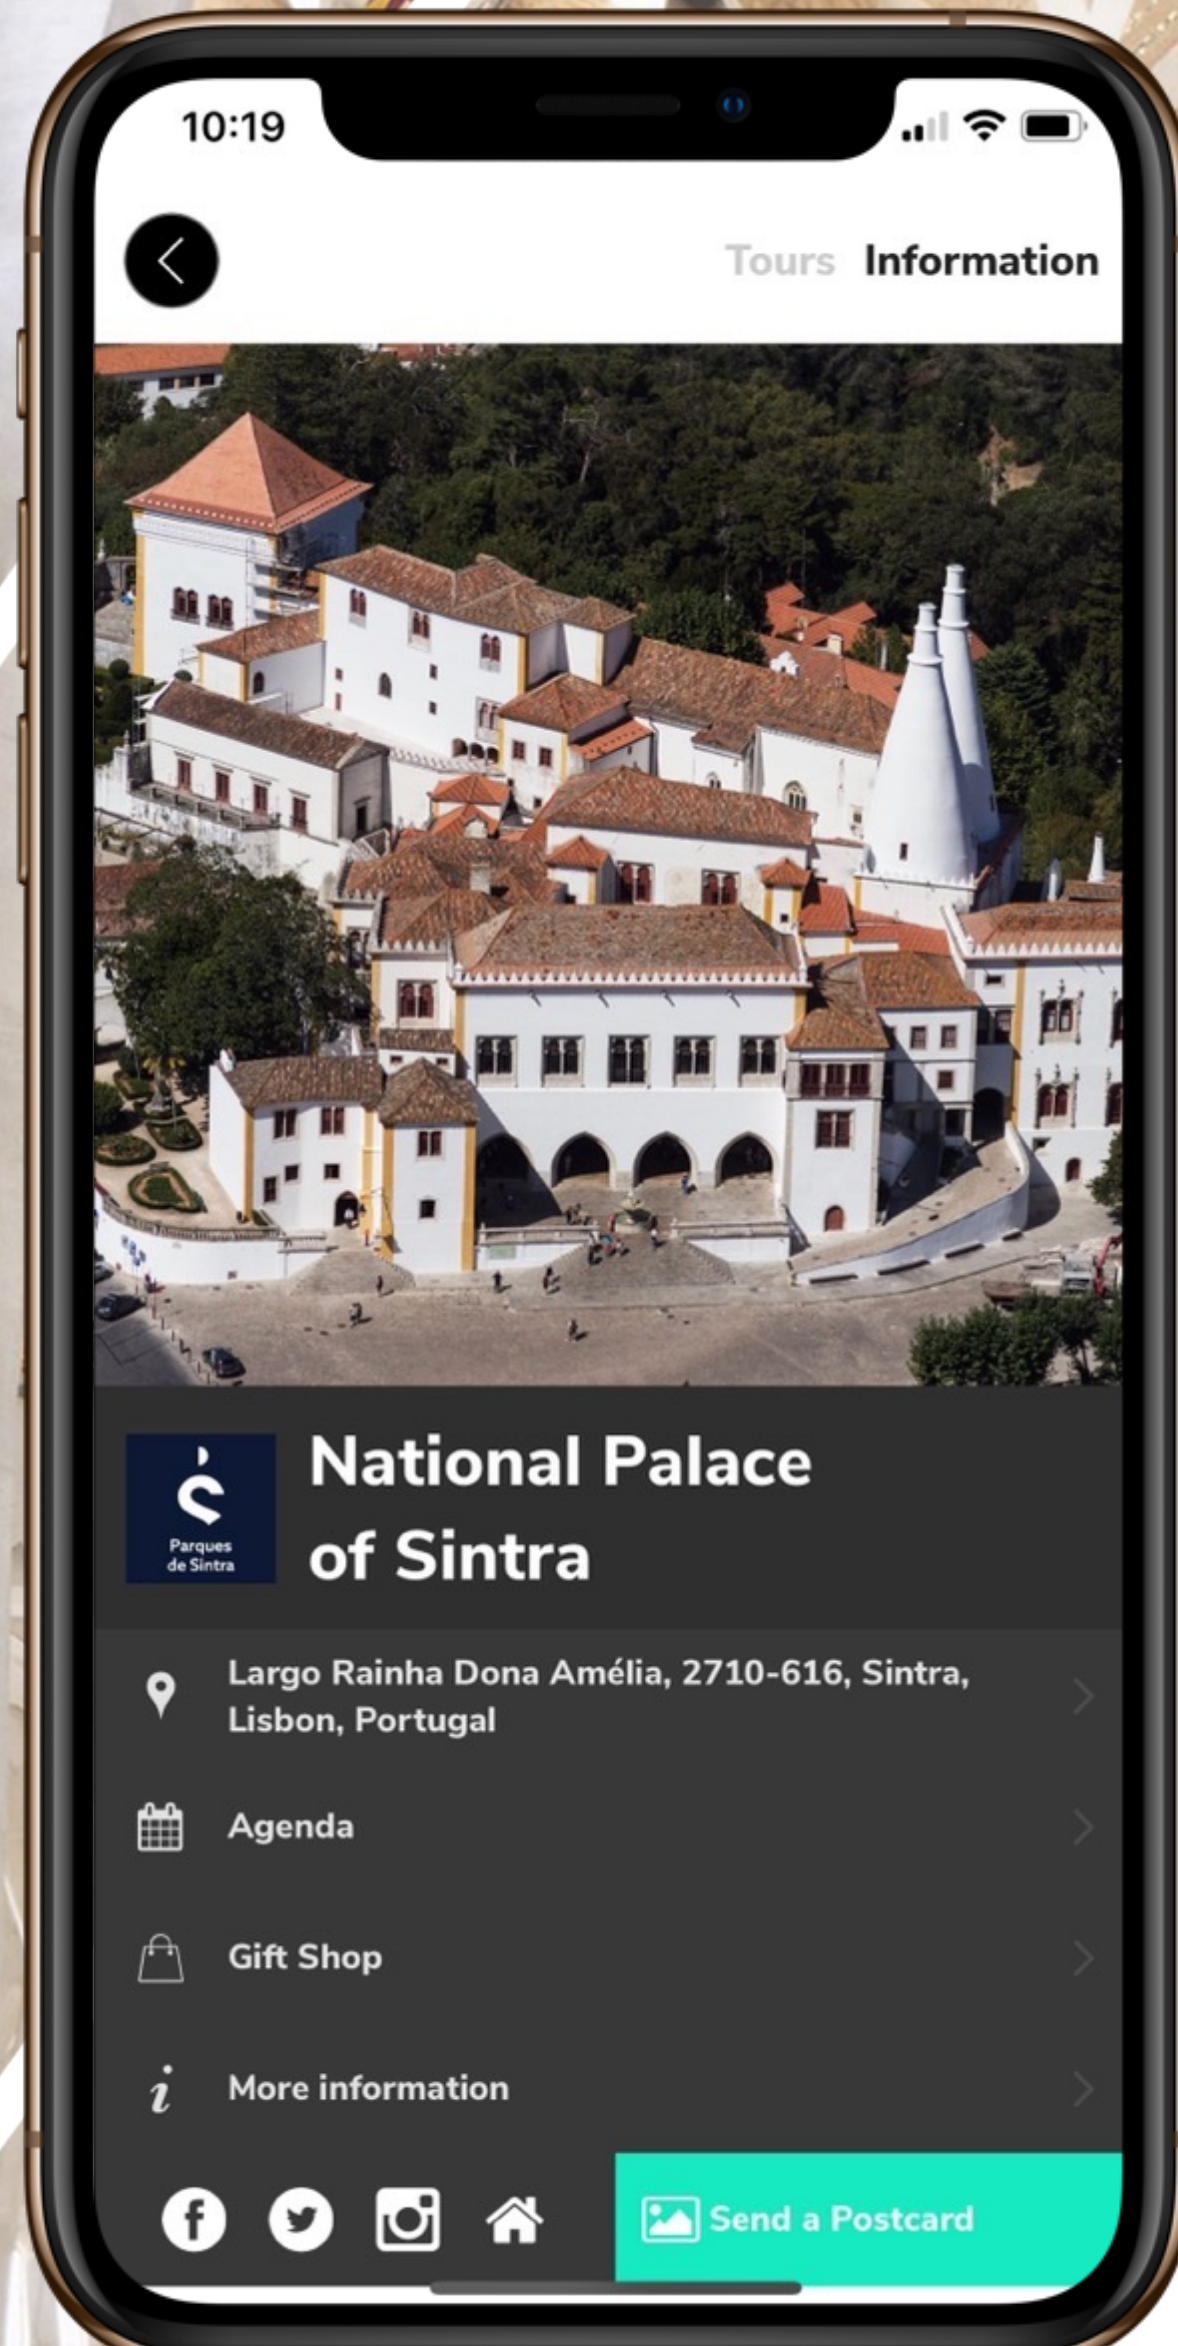 10:19
Tours Information
National Palace
of Sintra
Parques
de Sintra
Largo Rainha Dona Amélia, 2710-616, Sintra,
Lisbon, Portugal
Agenda
Gift Shop
More information
Send a Postcard